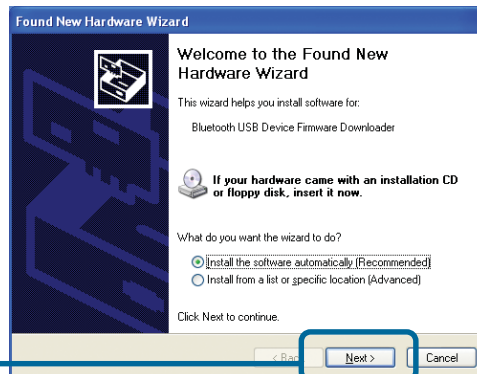 Found New Hardware Wizard
Welcome to the Found New
Hardware Wizard
This wizard helps you install software for:
Bluetooth USB Device Firmware Downloader
If your hardware came with an installation CD
or floppy disk, insert it now.
What do you want the wizard to do?
Install the software automatically (Recommended)
Install from a list or specific location (Advanced)
Click Next to continue.
< Bac Next > Cancel